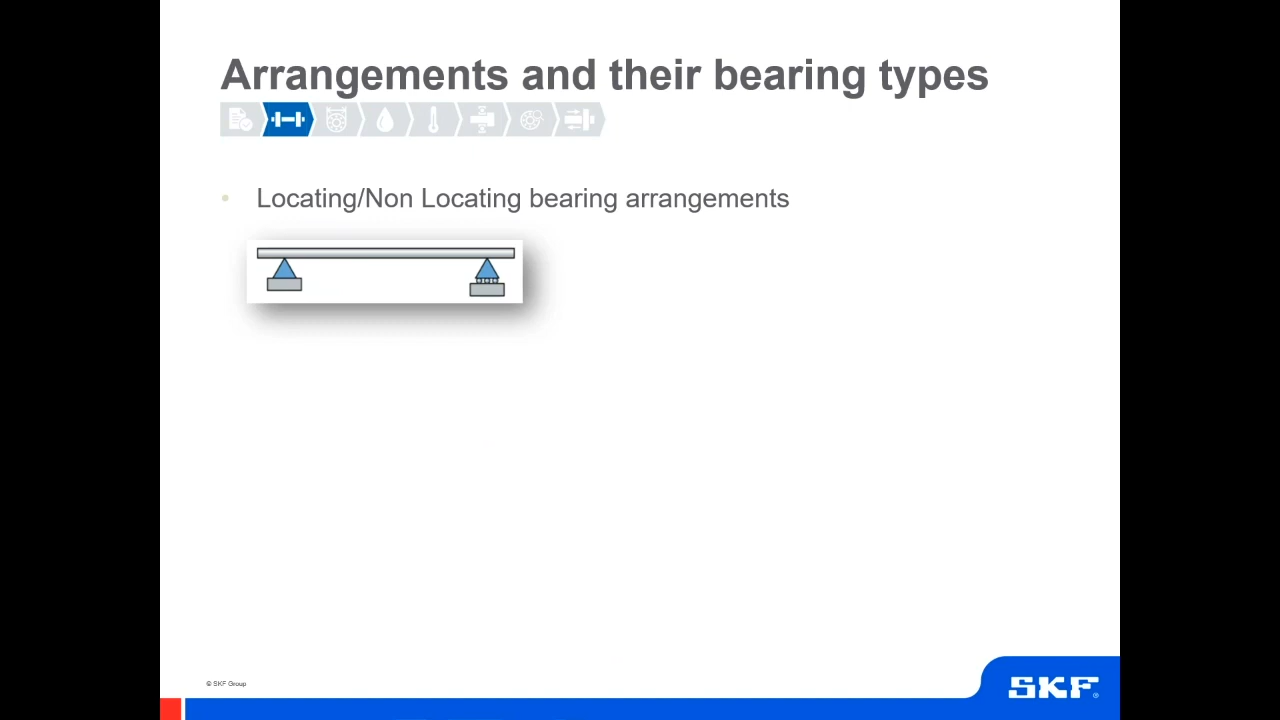 Arrangements and their bearing types
• Locating/Non Locating bearing arrangements
© SKF Group
SKF®